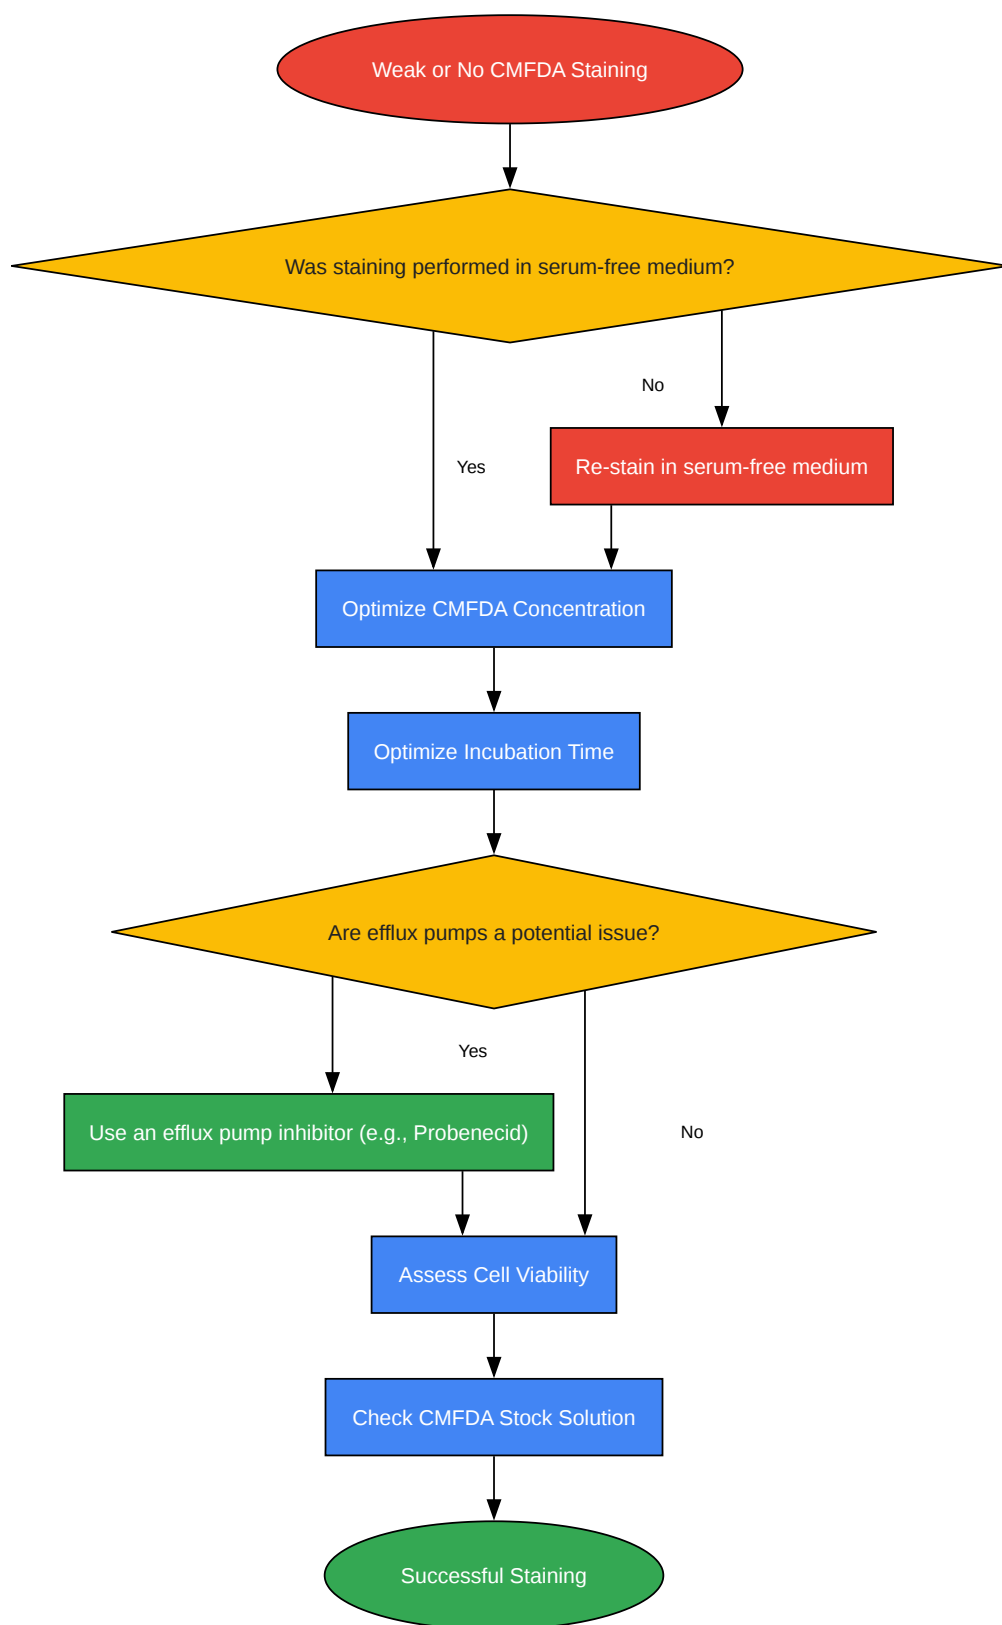 Weak or No CMFDA Staining
Was staining performed in serum-free medium?
No
Yes
Re-stain in serum-free medium
Optimize CMFDA Concentration
Optimize Incubation Time
Are efflux pumps a potential issue?
Yes
Use an efflux pump inhibitor (e.g., Probenecid)
No
Assess Cell Viability
Check CMFDA Stock Solution
Successful Staining